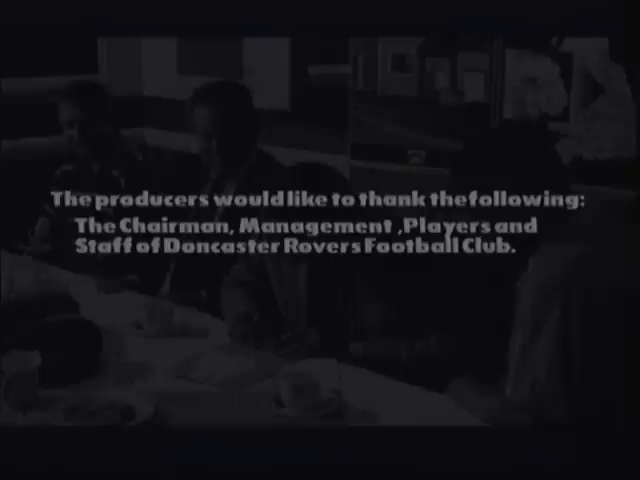 The producers would like to thank the following:
The Chairman, Management ,Players and
Staff of Doncaster Rovers Football Club.